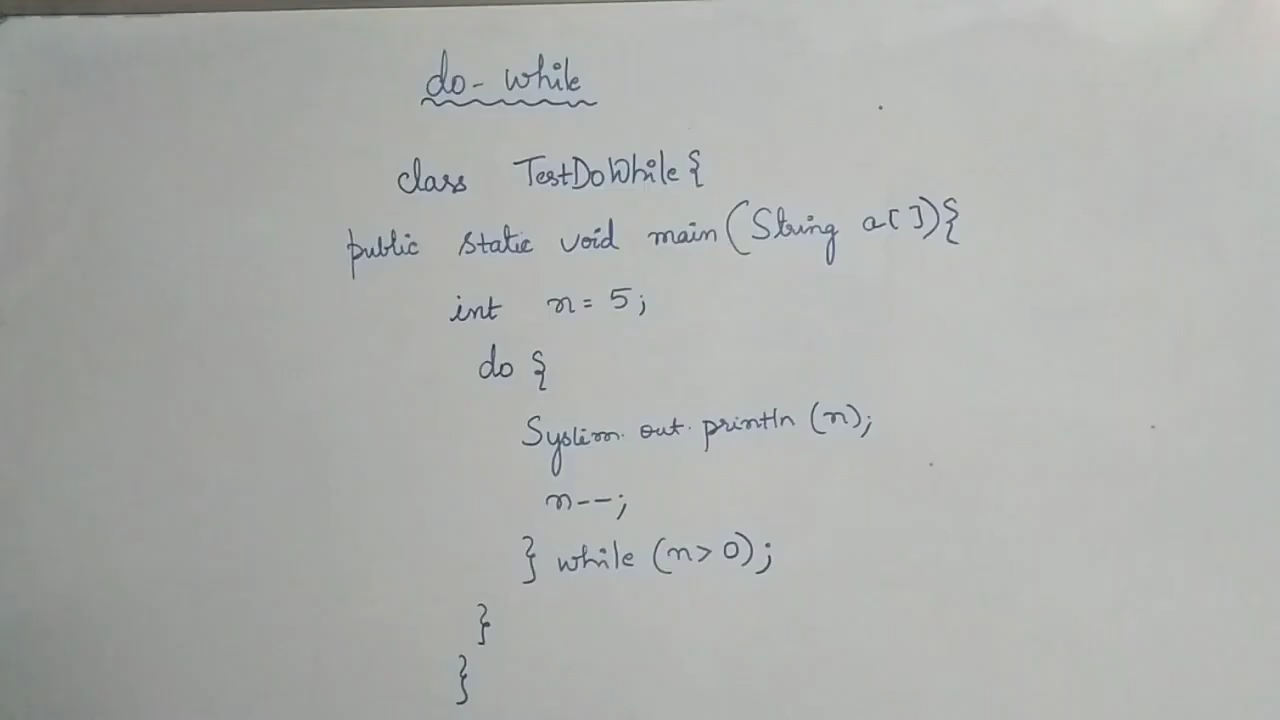 do- while
class TestDoWhile {
public static void main (String a[]) {
int n = 5;
do {
System. out. println (n);
n--;
} while (n > 0);
}
}